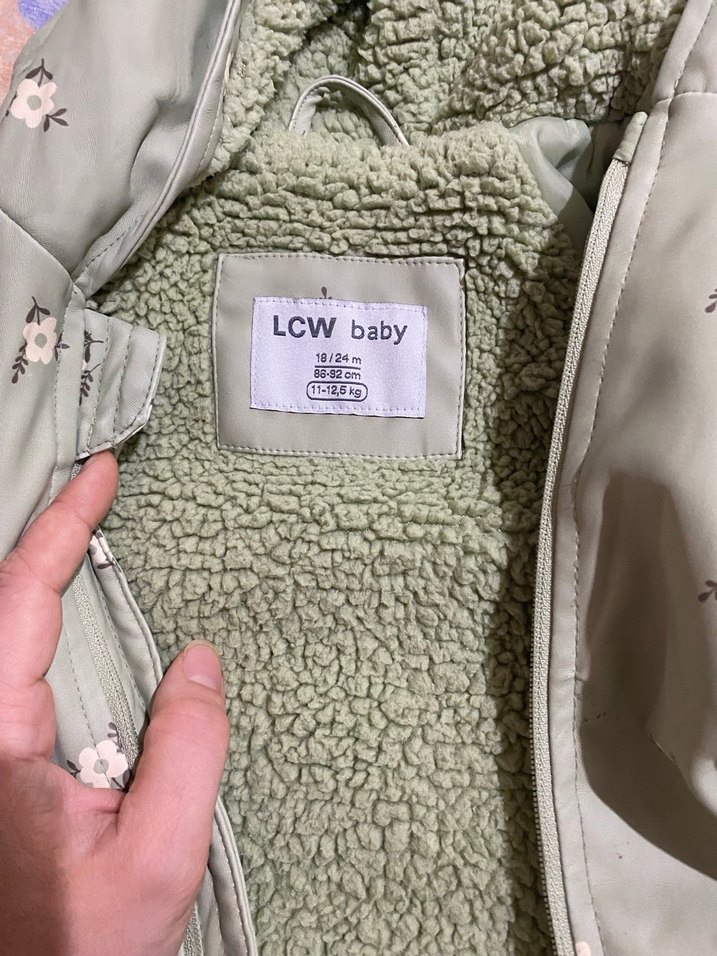 LCW baby
18/24 m
86-92 cm
11-12,5 kg